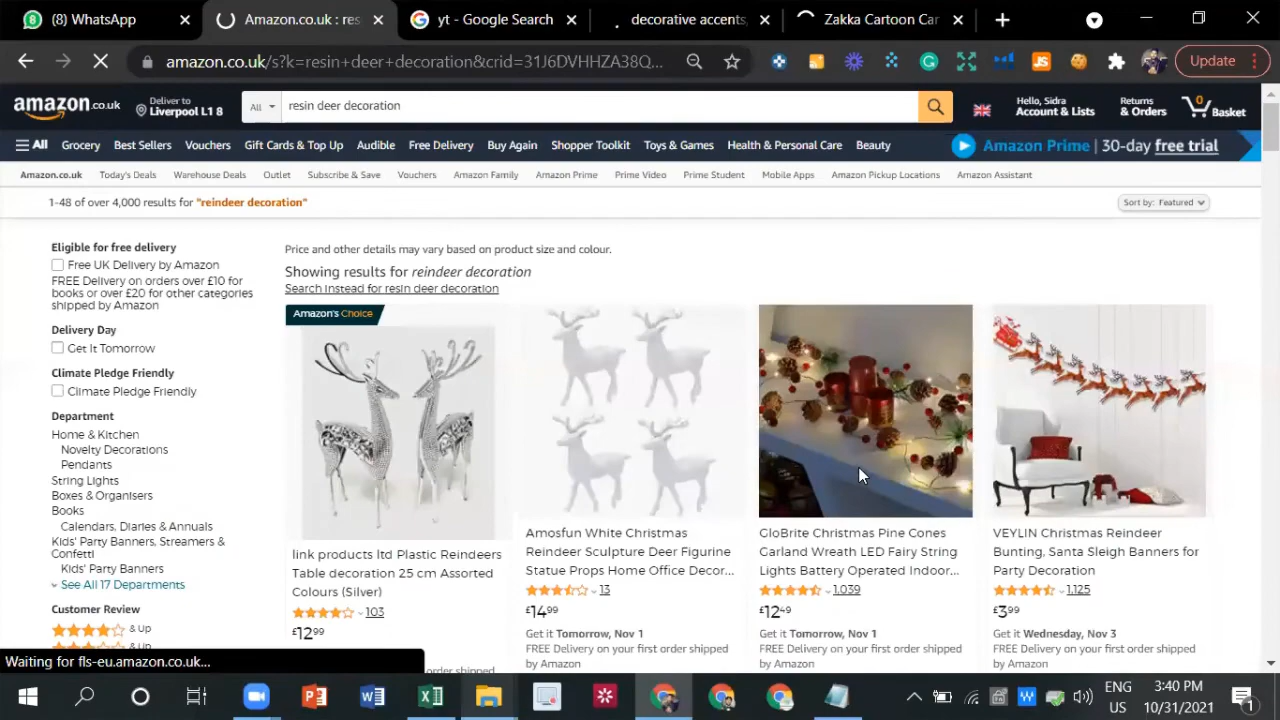 (8) WhatsApp
Amazon.co.uk : res
yt - Google Search
decorative accents,
Zakka Cartoon Car
amazon.co.uk/s?k=resin+deer+decoration&crid=31J6DVHHZA38Q...
Update
amazon.co.uk
Deliver to
Liverpool L1 8
All
resin deer decoration
Hello, Sidra
Account & Lists
Returns
& Orders
0
Basket
All
Grocery
Best Sellers
Vouchers
Gift Cards & Top Up
Audible
Free Delivery
Buy Again
Shopper Toolkit
Toys & Games
Health & Personal Care
Beauty
Amazon Prime | 30-day free trial
Amazon.co.uk
Today's Deals
Warehouse Deals
Outlet
Subscribe & Save
Vouchers
Amazon Family
Amazon Prime
Prime Video
Prime Student
Mobile Apps
Amazon Pickup Locations
Amazon Assistant
1-48 of over 4,000 results for "reindeer decoration"
Sort by: Featured
Eligible for free delivery
Free UK Delivery by Amazon
FREE Delivery on orders over £10 for
books or over £20 for other categories
shipped by Amazon
Delivery Day
Get It Tomorrow
Climate Pledge Friendly
Climate Pledge Friendly
Department
Home & Kitchen
Novelty Decorations
Pendants
String Lights
Boxes & Organisers
Books
Calendars, Diaries & Annuals
Kids' Party Banners, Streamers &
Confetti
Kids' Party Banners
See All 17 Departments
Customer Review
& Up
& Up
Price and other details may vary based on product size and colour.
Showing results for reindeer decoration
Search instead for resin deer decoration
Amazon's Choice
link products ltd Plastic Reindeers
Table decoration 25 cm Assorted
Colours (Silver)
103
£12.99
order shipped
Amosfun White Christmas
Reindeer Sculpture Deer Figurine
Statue Props Home Office Decor...
13
£14.99
Get it Tomorrow, Nov 1
FREE Delivery on your first order shipped
by Amazon
GloBrite Christmas Pine Cones
Garland Wreath LED Fairy String
Lights Battery Operated Indoor...
1,039
£12.49
Get it Tomorrow, Nov 1
FREE Delivery on your first order shipped
by Amazon
VEYLIN Christmas Reindeer
Bunting, Santa Sleigh Banners for
Party Decoration
1,125
£3.99
Get it Wednesday, Nov 3
FREE Delivery on your first order shipped
by Amazon
Waiting for fls-eu.amazon.co.uk...
ENG
US
3:40 PM
10/31/2021
1